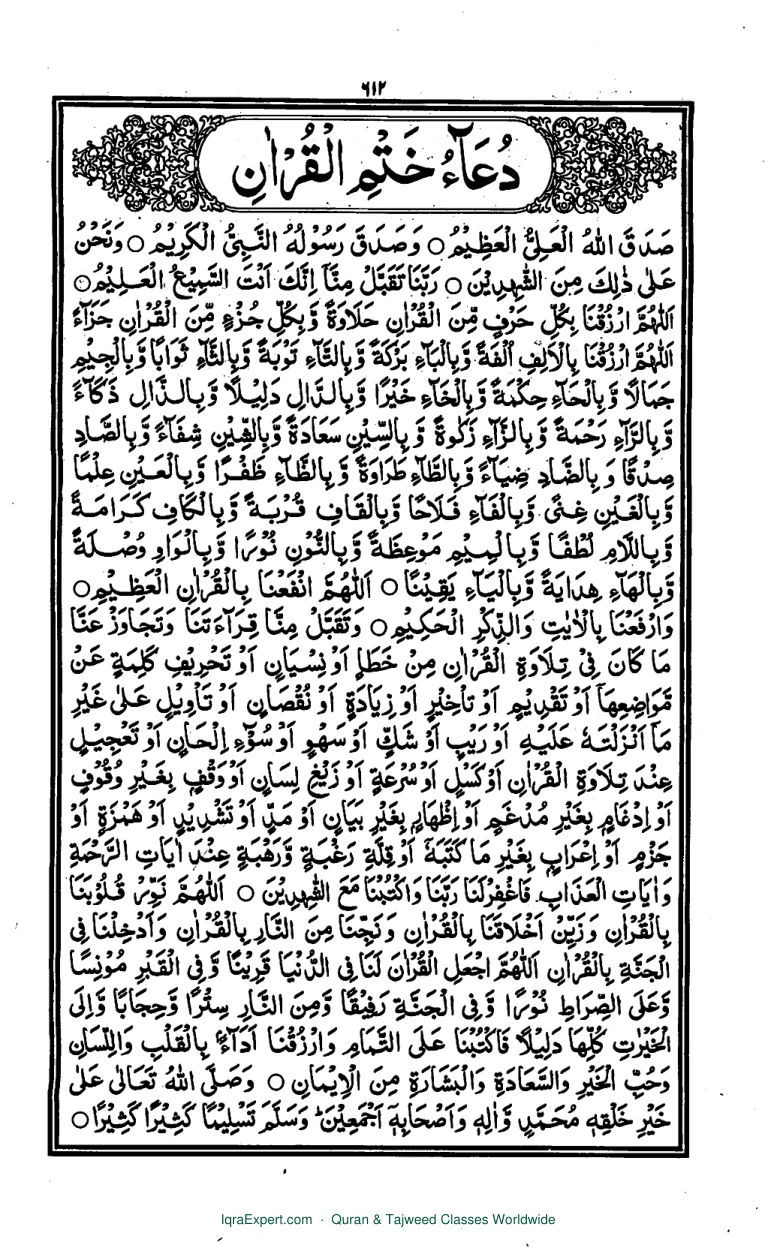 ٦١٢
دُعَآءُ خَتْمِ الْقُرْاٰنِ
صَدَقَ اللّٰهُ الْعَلِىُّ الْعَظِيْمُ ○ وَصَدَقَ رَسُوْلُهُ النَّبِىُّ الْكَرِيْمُ ○ وَنَحْنُ
عَلٰى ذٰلِكَ مِنَ الشّٰهِدِيْنَ ○ رَبَّنَا تَقَبَّلْ مِنَّا اِنَّكَ اَنْتَ السَّمِيْعُ الْعَلِيْمُ ○
اَللّٰهُمَّ ارْزُقْنَا بِكُلِّ حَرْفٍ مِّنَ الْقُرْاٰنِ حَلَاوَةً وَّبِكُلِّ جُزْءٍ مِّنَ الْقُرْاٰنِ جَزَآءً
اَللّٰهُمَّ ارْزُقْنَا بِالْاَلِفِ اُلْفَةً وَّبِالْبَآءِ بَرَكَةً وَّبِالتَّآءِ تَوْبَةً وَّبِالثَّآءِ ثَوَابًا وَّبِالْجِيْمِ
جَمَالًا وَّبِالْحَآءِ حِكْمَةً وَّبِالْخَآءِ خَيْرًا وَّبِالدَّالِ دَلِيْلًا وَّبِالذَّالِ ذَكَآءً
وَّبِالرَّآءِ رَحْمَةً وَّبِالزَّآءِ زَكٰوةً وَّبِالسِّيْنِ سَعَادَةً وَّبِالشِّيْنِ شِفَآءً وَّبِالصَّادِ
صِدْقًا وَبِالضَّادِ ضِيَآءً وَّبِالطَّآءِ طَرَاوَةً وَّبِالظَّآءِ ظَفْرًا وَّبِالْعَيْنِ عِلْمًا
وَّبِالْغَيْنِ غِنًى وَّبِالْفَآءِ فَلَاحًا وَّبِالْقَافِ قُرْبَةً وَّبِالْكَافِ كَرَامَةً
وَّبِاللَّامِ لُطْفًا وَّبِالْمِيْمِ مَوْعِظَةً وَّبِالنُّوْنِ نُوْرًا وَّبِالْوَاوِ وُصْلَةً
وَّبِالْهَآءِ هِدَايَةً وَّبِالْيَآءِ يَقِيْنًا ○ اَللّٰهُمَّ انْفَعْنَا بِالْقُرْاٰنِ الْعَظِيْمِ ○
وَارْفَعْنَا بِالْاٰيٰتِ وَالذِّكْرِ الْحَكِيْمِ ○ وَتَقَبَّلْ مِنَّا قِرَآءَتَنَا وَتَجَاوَزْ عَنَّا
مَا كَانَ فِىْ تِلَاوَةِ الْقُرْاٰنِ مِنْ خَطَاٍ اَوْ نِسْيَانٍ اَوْ تَحْرِيْفِ كَلِمَةٍ عَنْ
مَّوَاضِعِهَا اَوْ تَقْدِيْمٍ اَوْ تَاْخِيْرٍ اَوْ زِيَادَةٍ اَوْ نُقْصَانٍ اَوْ تَاْوِيْلٍ عَلٰى غَيْرِ
مَا اَنْزَلْتَهٗ عَلَيْهِ اَوْ رَيْبٍ اَوْ شَكٍّ اَوْ سَهْوٍ اَوْ سُوْٓءِ اِلْحَانٍ اَوْ تَعْجِيْلٍ
عِنْدَ تِلَاوَةِ الْقُرْاٰنِ اَوْ كَسَلٍ اَوْ سُرْعَةٍ اَوْ زَيْغِ لِسَانٍ اَوْ وَقْفٍ بِغَيْرِ وُقُوْفٍ
اَوْ اِدْغَامٍ بِغَيْرِ مُدْغَمٍ اَوْ اِظْهَارٍ بِغَيْرِ بَيَانٍ اَوْ مَدٍّ اَوْ تَشْدِيْدٍ اَوْ هَمْزَةٍ اَوْ
جَزْمٍ اَوْ اِعْرَابٍ بِغَيْرِ مَا كَتَبَهٗ اَوْ قِلَّةِ رَغْبَةٍ وَّرَهْبَةٍ عِنْدَ اٰيَاتِ الرَّحْمَةِ
وَاٰيَاتِ الْعَذَابِ فَاغْفِرْلَنَا رَبَّنَا وَاكْتُبْنَا مَعَ الشّٰهِدِيْنَ ○ اَللّٰهُمَّ نَوِّرْ قُلُوْبَنَا
بِالْقُرْاٰنِ وَزَيِّنْ اَخْلَاقَنَا بِالْقُرْاٰنِ وَنَجِّنَا مِنَ النَّارِ بِالْقُرْاٰنِ وَاَدْخِلْنَا فِى
الْجَنَّةِ بِالْقُرْاٰنِ اَللّٰهُمَّ اجْعَلِ الْقُرْاٰنَ لَنَا فِى الدُّنْيَا قَرِيْنًا وَّفِى الْقَبْرِ مُوْنِسًا
وَّعَلَى الصِّرَاطِ نُوْرًا وَّفِى الْجَنَّةِ رَفِيْقًا وَّمِنَ النَّارِ سِتْرًا وَّحِجَابًا وَّاِلَى
الْخَيْرٰتِ كُلِّهَا دَلِيْلًا فَاكْتُبْنَا عَلَى التَّمَامِ وَارْزُقْنَا اَدَآءً بِالْقَلْبِ وَاللِّسَانِ
وَحُبِّ الْخَيْرِ وَالسَّعَادَةِ وَالْبَشَارَةِ مِنَ الْاِيْمَانِ ○ وَصَلَّى اللّٰهُ تَعَالٰى عَلٰى
خَيْرِ خَلْقِهٖ مُحَمَّدٍ وَّاٰلِهٖ وَاَصْحَابِهٖٓ اَجْمَعِيْنَ ؕ وَسَلَّمَ تَسْلِيْمًا كَثِيْرًا كَثِيْرًا ○
IqraExpert.com · Quran & Tajweed Classes Worldwide